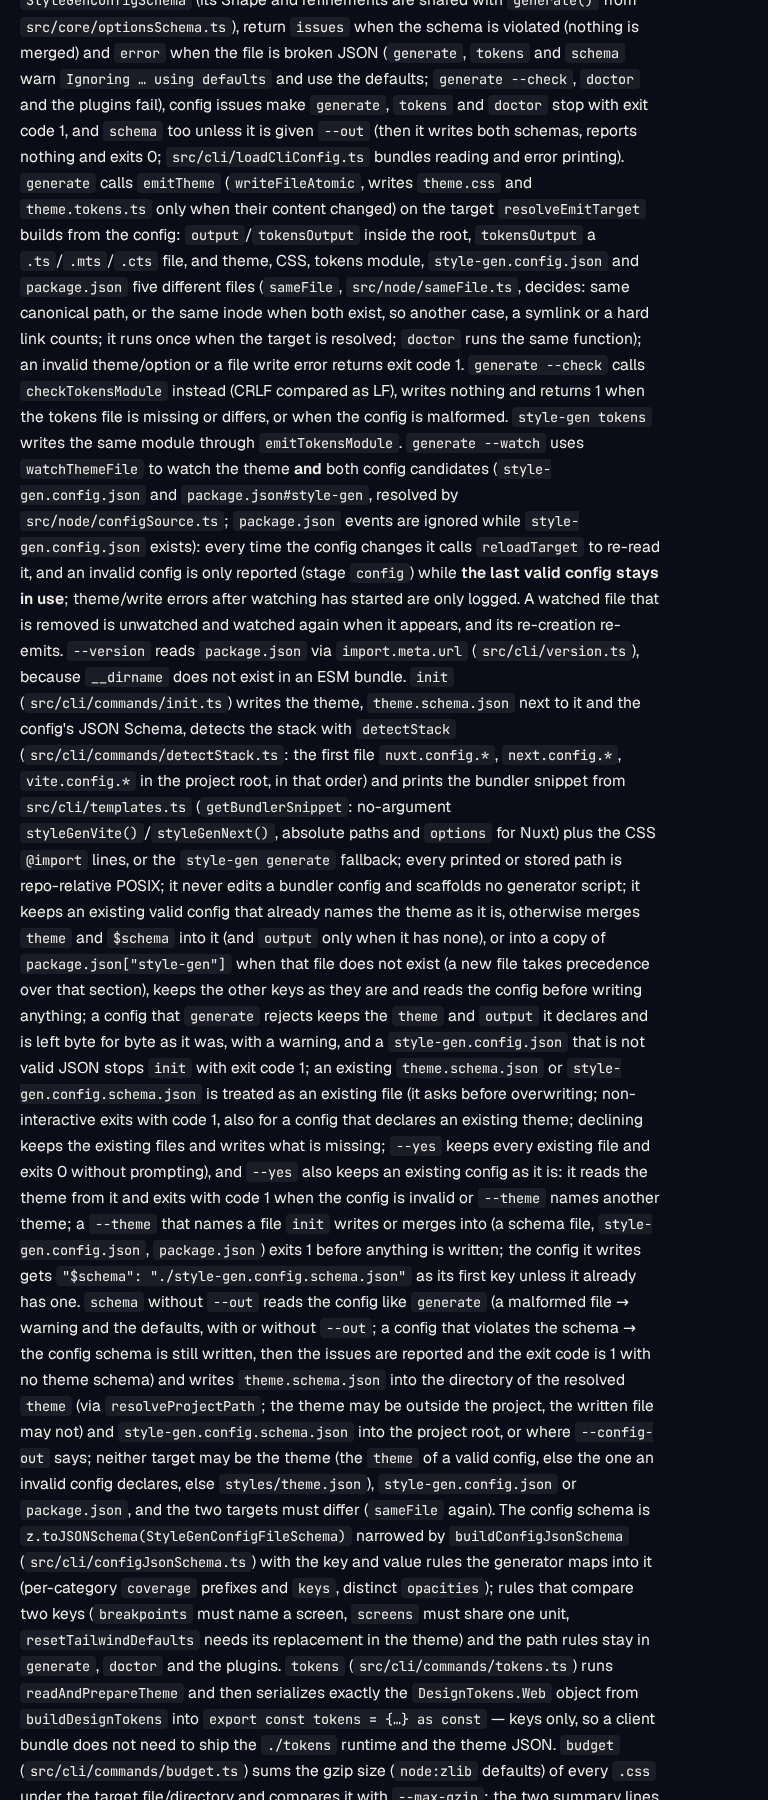 StyleGenConfigSchema (its Shape and refinements are shared with generate() from
src/core/optionsSchema.ts ), return issues when the schema is violated (nothing is
merged) and error when the file is broken JSON ( generate , tokens and schema
warn Ignoring … using defaults and use the defaults; generate --check , doctor
and the plugins fail), config issues make generate , tokens and doctor stop with exit
code 1, and schema too unless it is given --out (then it writes both schemas, reports
nothing and exits 0; src/cli/loadCliConfig.ts bundles reading and error printing).
generate calls emitTheme ( writeFileAtomic , writes theme.css and
theme.tokens.ts only when their content changed) on the target resolveEmitTarget
builds from the config: output / tokensOutput inside the root, tokensOutput a
.ts / .mts / .cts file, and theme, CSS, tokens module, style-gen.config.json and
package.json five different files ( sameFile , src/node/sameFile.ts , decides: same
canonical path, or the same inode when both exist, so another case, a symlink or a hard
link counts; it runs once when the target is resolved; doctor runs the same function);
an invalid theme/option or a file write error returns exit code 1. generate --check calls
checkTokensModule instead (CRLF compared as LF), writes nothing and returns 1 when
the tokens file is missing or differs, or when the config is malformed. style-gen tokens
writes the same module through emitTokensModule . generate --watch uses
watchThemeFile to watch the theme and both config candidates ( style-
gen.config.json and package.json#style-gen , resolved by
src/node/configSource.ts ; package.json events are ignored while style-
gen.config.json exists): every time the config changes it calls reloadTarget to re-read
it, and an invalid config is only reported (stage config ) while the last valid config stays
in use; theme/write errors after watching has started are only logged. A watched file that
is removed is unwatched and watched again when it appears, and its re-creation re-
emits. --version reads package.json via import.meta.url ( src/cli/version.ts ),
because __dirname does not exist in an ESM bundle. init
( src/cli/commands/init.ts ) writes the theme, theme.schema.json next to it and the
config's JSON Schema, detects the stack with detectStack
( src/cli/commands/detectStack.ts : the first file nuxt.config.* , next.config.* ,
vite.config.* in the project root, in that order) and prints the bundler snippet from
src/cli/templates.ts ( getBundlerSnippet : no-argument
styleGenVite() / styleGenNext() , absolute paths and options for Nuxt) plus the CSS
@import lines, or the style-gen generate fallback; every printed or stored path is
repo-relative POSIX; it never edits a bundler config and scaffolds no generator script; it
keeps an existing valid config that already names the theme as it is, otherwise merges
theme and $schema into it (and output only when it has none), or into a copy of
package.json["style-gen"] when that file does not exist (a new file takes precedence
over that section), keeps the other keys as they are and reads the config before writing
anything; a config that generate rejects keeps the theme and output it declares and
is left byte for byte as it was, with a warning, and a style-gen.config.json that is not
valid JSON stops init with exit code 1; an existing theme.schema.json or style-
gen.config.schema.json is treated as an existing file (it asks before overwriting; non-
interactive exits with code 1, also for a config that declares an existing theme; declining
keeps the existing files and writes what is missing; --yes keeps every existing file and
exits 0 without prompting), and --yes also keeps an existing config as it is: it reads the
theme from it and exits with code 1 when the config is invalid or --theme names another
theme; a --theme that names a file init writes or merges into (a schema file, style-
gen.config.json , package.json ) exits 1 before anything is written; the config it writes
gets "$schema": "./style-gen.config.schema.json" as its first key unless it already
has one. schema without --out reads the config like generate (a malformed file →
warning and the defaults, with or without --out ; a config that violates the schema →
the config schema is still written, then the issues are reported and the exit code is 1 with
no theme schema) and writes theme.schema.json into the directory of the resolved
theme (via resolveProjectPath ; the theme may be outside the project, the written file
may not) and style-gen.config.schema.json into the project root, or where --config-
out says; neither target may be the theme (the theme of a valid config, else the one an
invalid config declares, else styles/theme.json ), style-gen.config.json or
package.json , and the two targets must differ ( sameFile again). The config schema is
z.toJSONSchema(StyleGenConfigFileSchema) narrowed by buildConfigJsonSchema
( src/cli/configJsonSchema.ts ) with the key and value rules the generator maps into it
(per-category coverage prefixes and keys , distinct opacities ); rules that compare
two keys ( breakpoints must name a screen, screens must share one unit,
resetTailwindDefaults needs its replacement in the theme) and the path rules stay in
generate , doctor and the plugins. tokens ( src/cli/commands/tokens.ts ) runs
readAndPrepareTheme and then serializes exactly the DesignTokens.Web object from
buildDesignTokens into export const tokens = {…} as const — keys only, so a client
bundle does not need to ship the ./tokens runtime and the theme JSON. budget
( src/cli/commands/budget.ts ) sums the gzip size ( node:zlib defaults) of every .css
under the target file/directory and compares it with --max-gzip ; the two summary lines